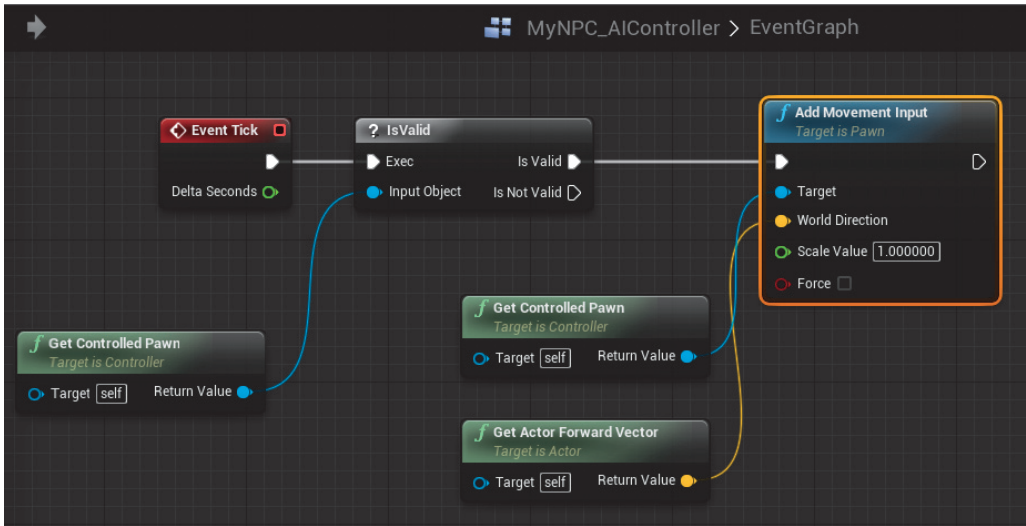 MyNPC_AIController > EventGraph
Event Tick
Delta Seconds
? IsValid
Exec
Is Valid
Input Object
Is Not Valid
f Add Movement Input
Target is Pawn
Target
World Direction
Scale Value 1.000000
Force
f Get Controlled Pawn
Target is Controller
Target self
Return Value
f Get Controlled Pawn
Target is Controller
Target self
Return Value
f Get Actor Forward Vector
Target is Actor
Target self
Return Value